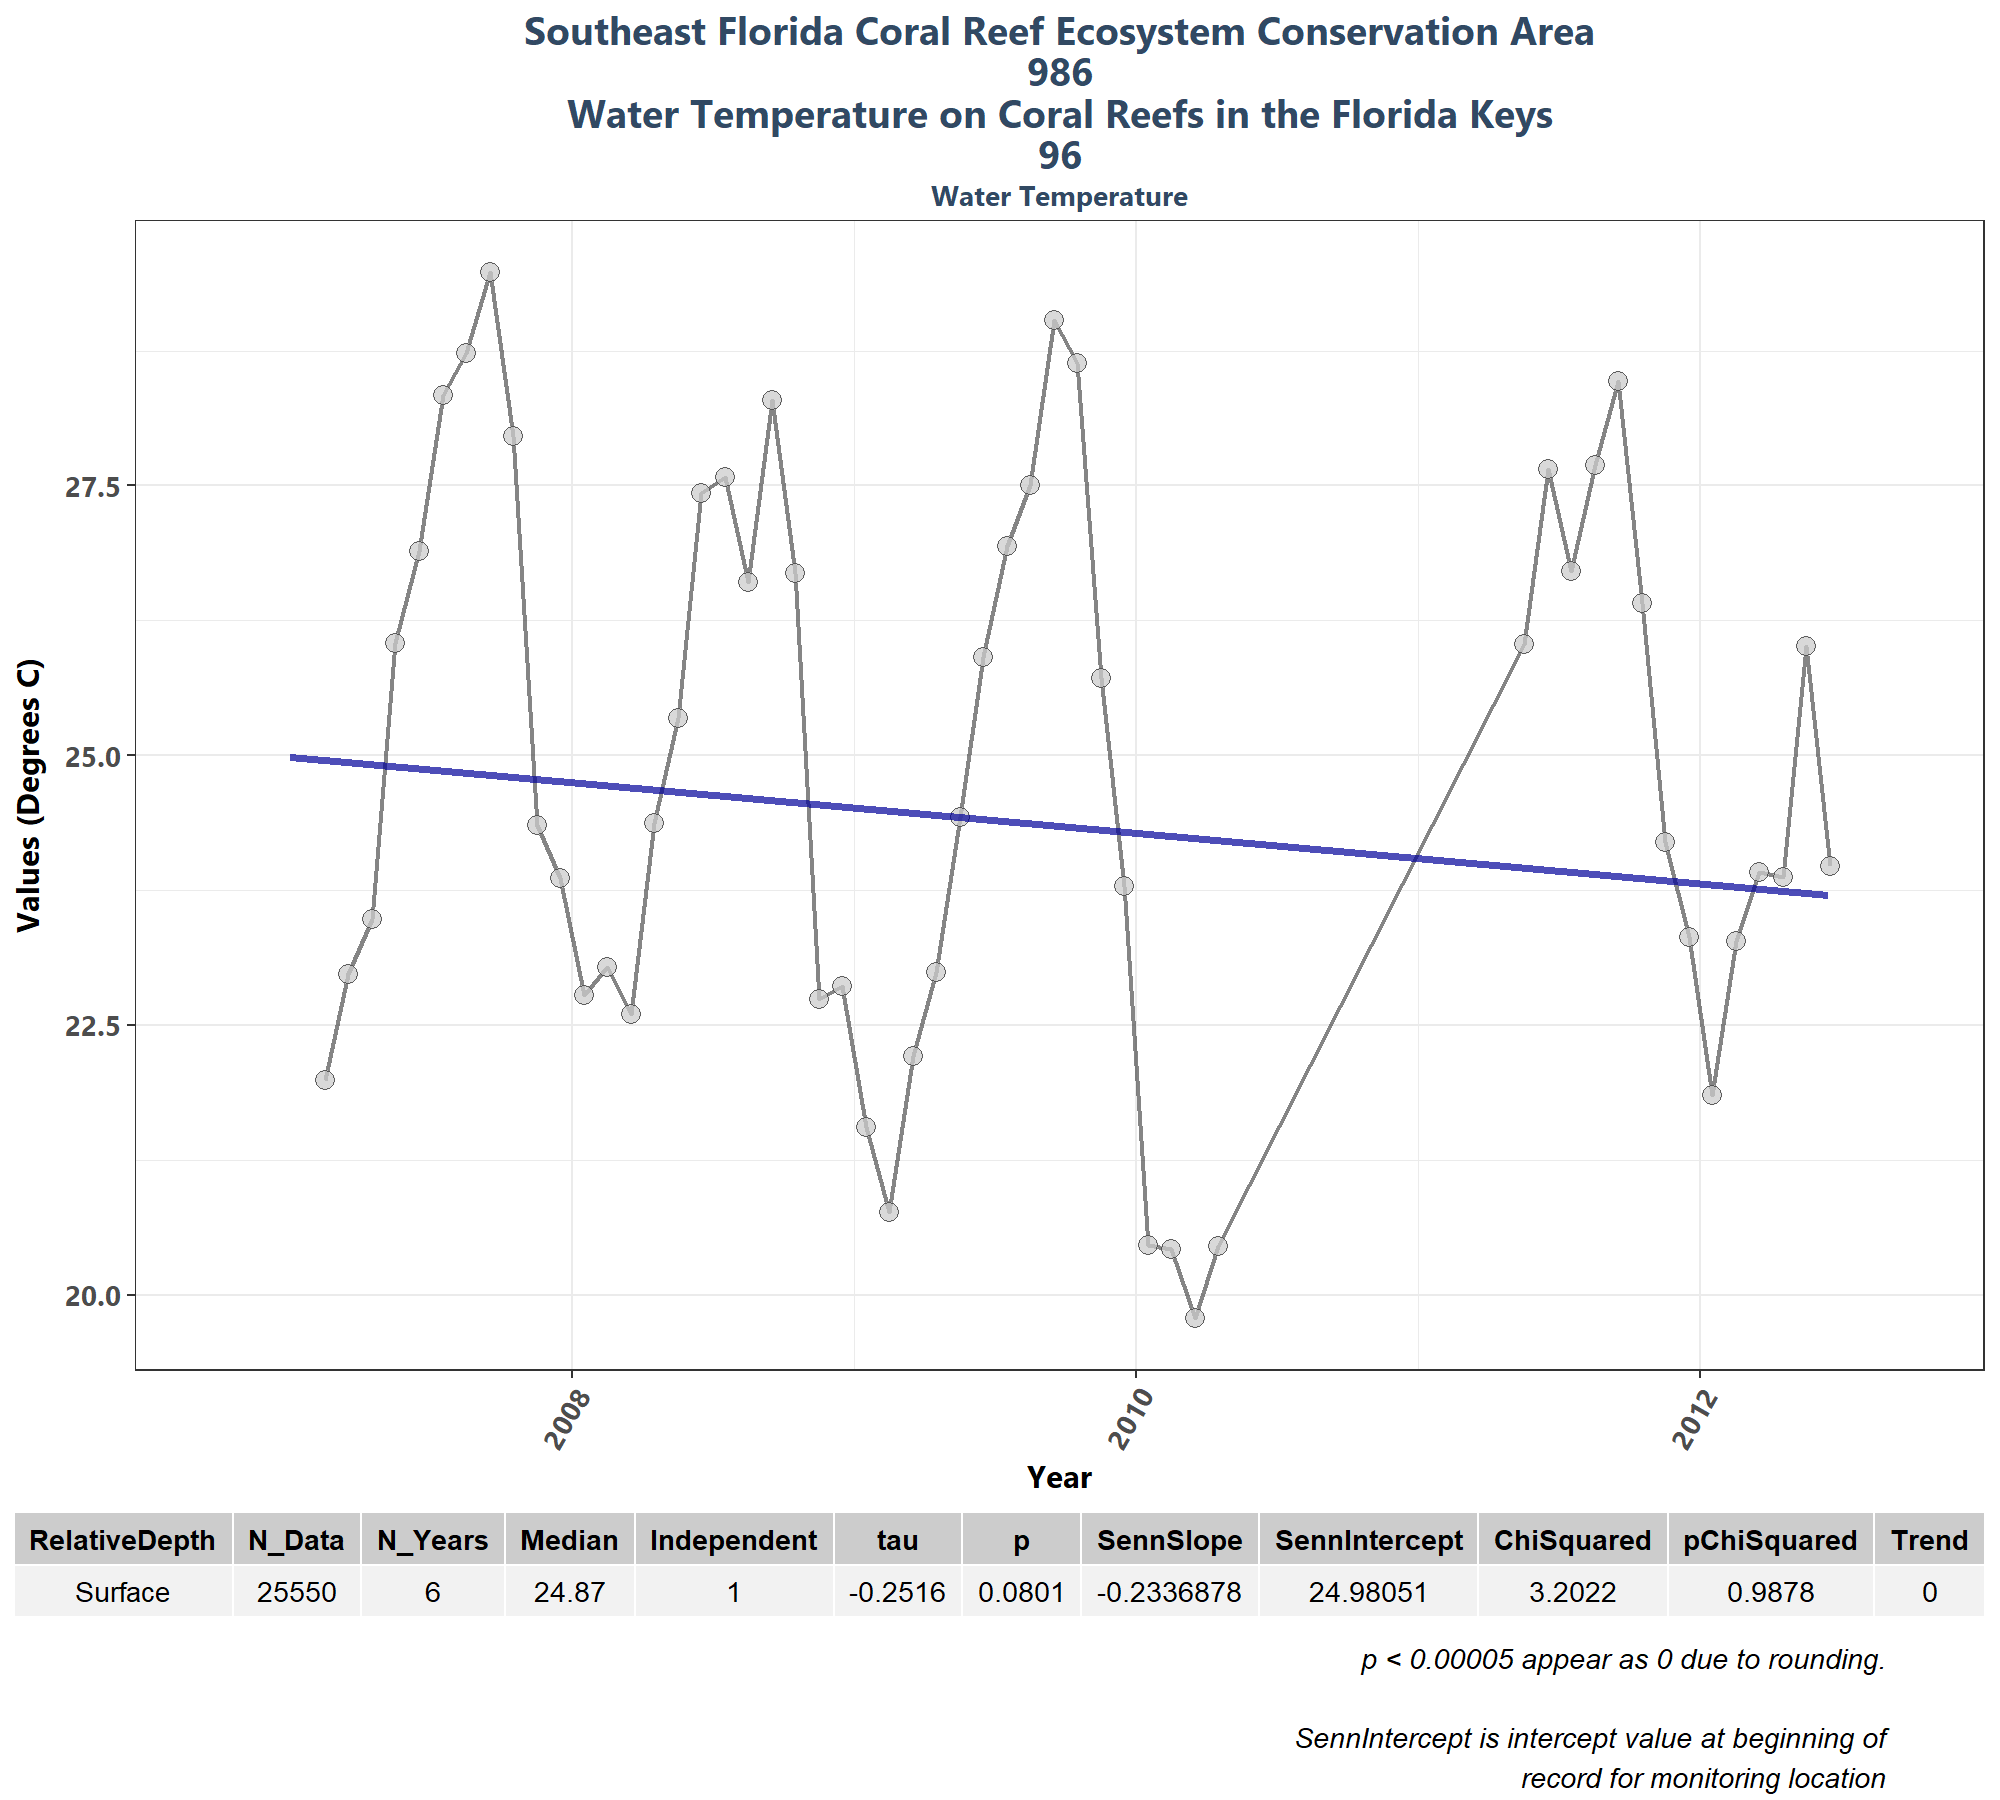 Southeast Florida Coral Reef Ecosystem Conservation Area
986
Water Temperature on Coral Reefs in the Florida Keys
96
Water Temperature
Values (Degrees C)
27.5
25.0
22.5
20.0
2008
2010
2012
Year
RelativeDepth N_Data N_Years Median Independent tau p SennSlope SennIntercept ChiSquared pChiSquared Trend
Surface 25550 6 24.87 1 -0.2516 0.0801 -0.2336878 24.98051 3.2022 0.9878 0
p < 0.00005 appear as 0 due to rounding.
SennIntercept is intercept value at beginning of
record for monitoring location